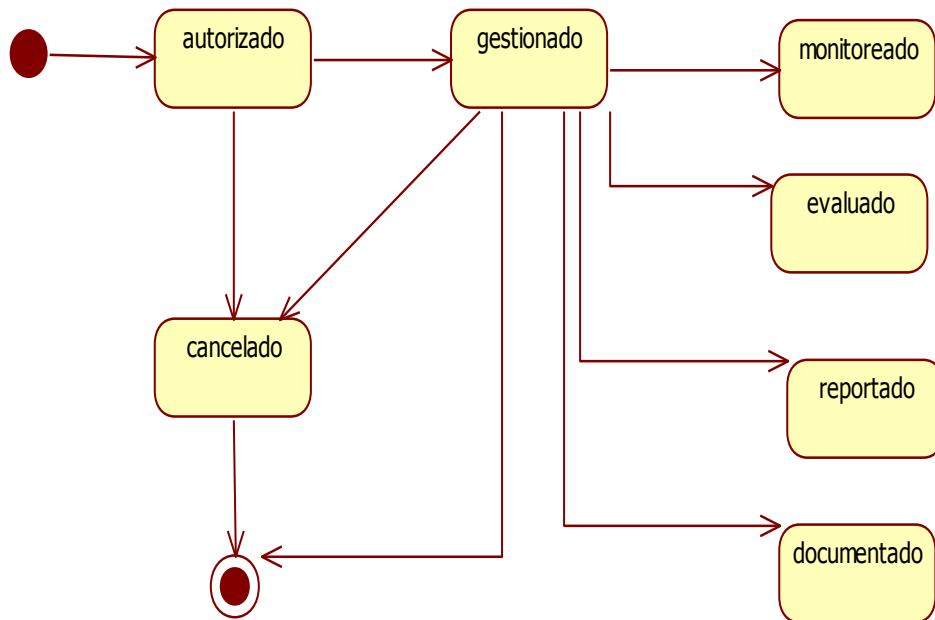 autorizado
gestionado
monitoreado
evaluado
cancelado
reportado
documentado